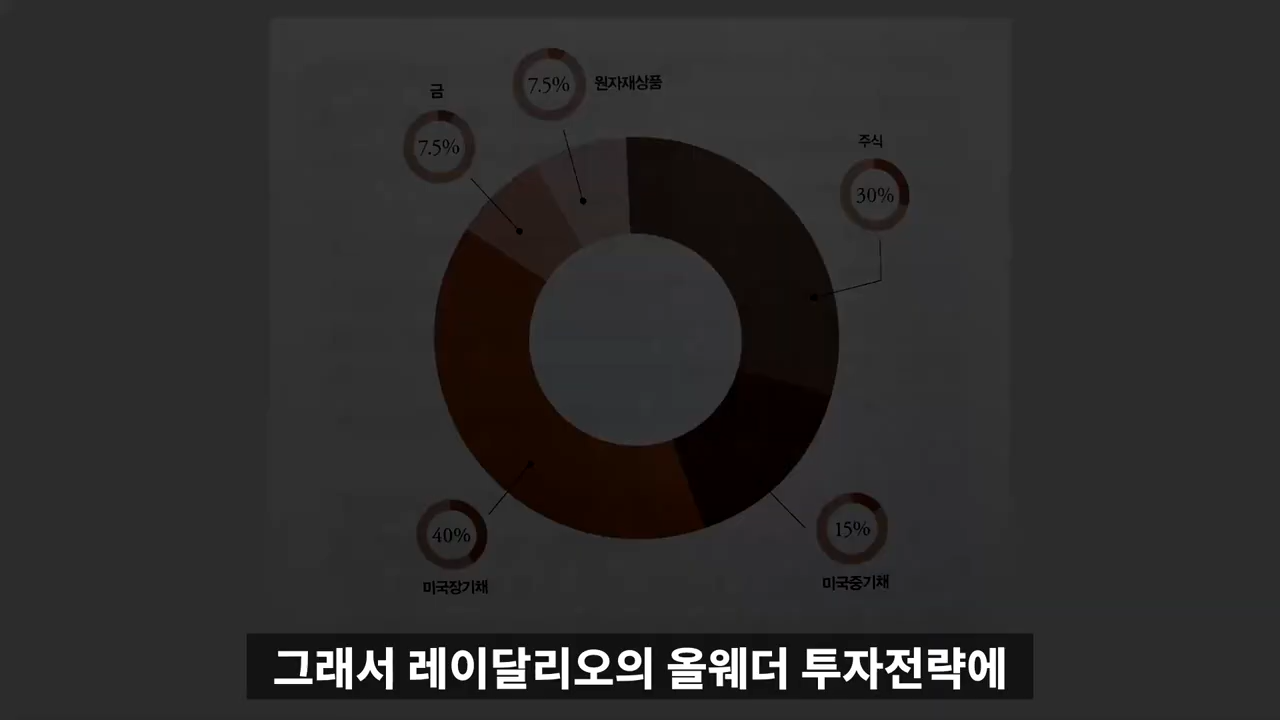 7.5%
원자재상품
금
7.5%
주식
30%
40%
미국장기채
15%
미국중기채
그래서 레이달리오의 올웨더 투자전략에